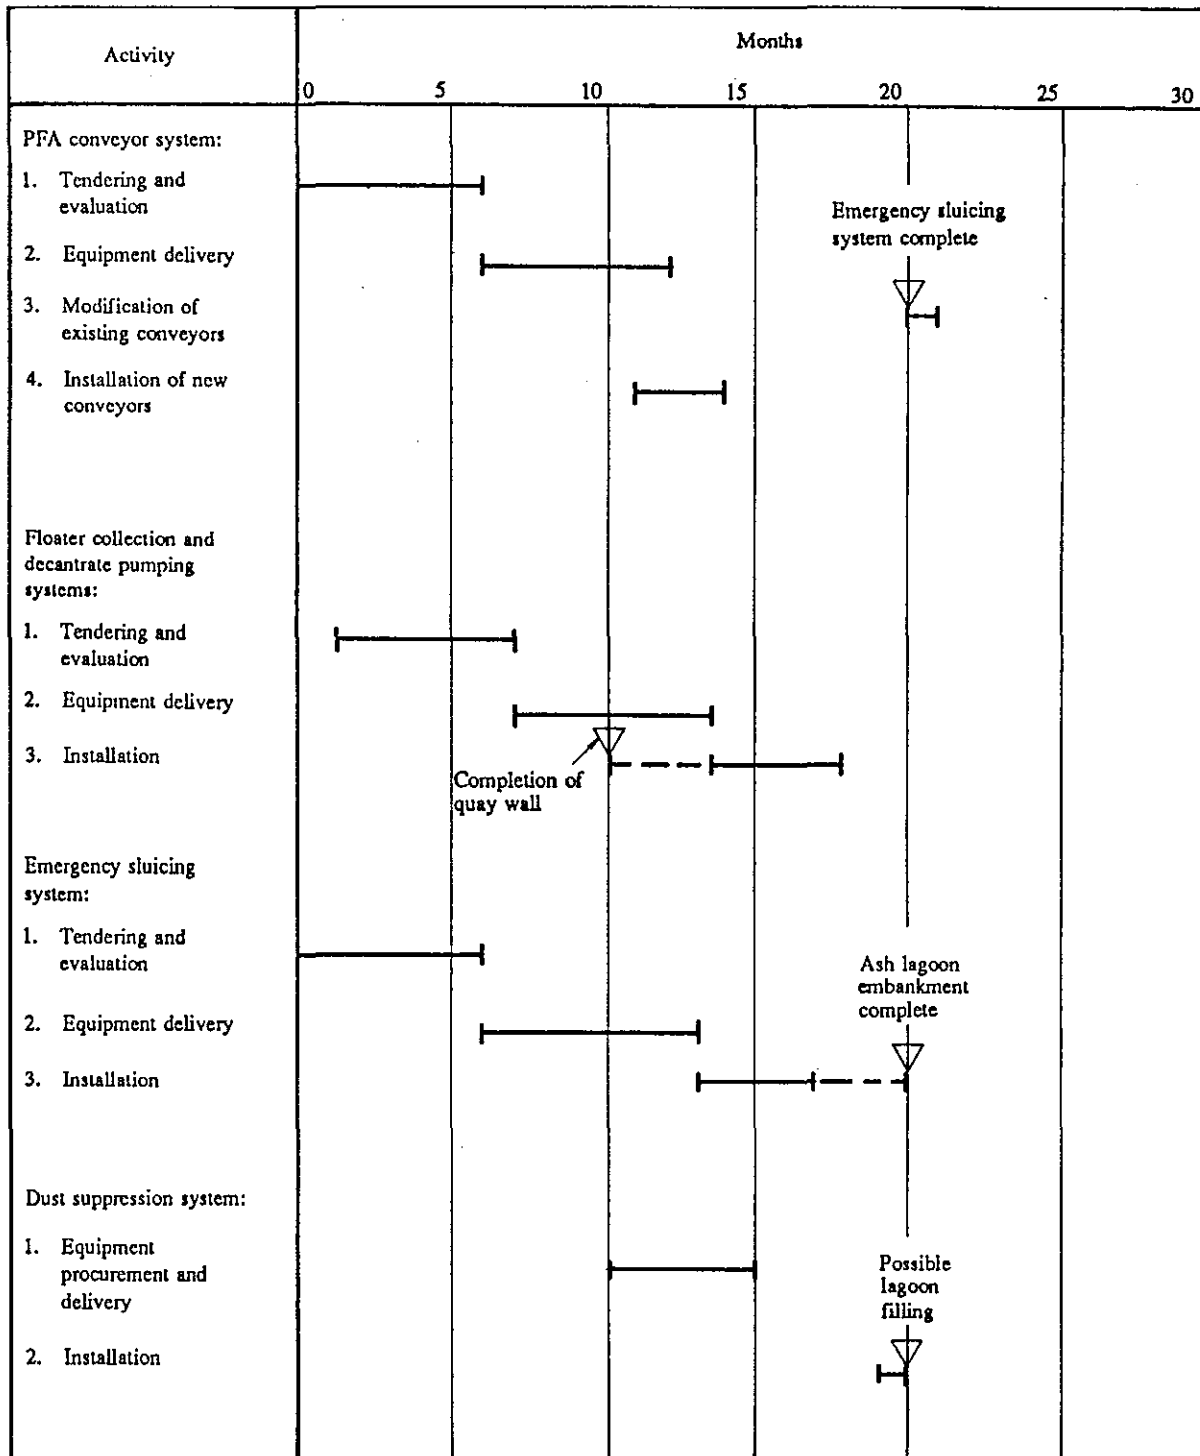 Activity
Months
0 5 10 15 20 25 30
PFA conveyor system:
1. Tendering and
evaluation
Emergency sluicing
system complete
2. Equipment delivery
3. Modification of
existing conveyors
4. Installation of new
conveyors
Floater collection and
decantrate pumping
systems:
1. Tendering and
evaluation
2. Equipment delivery
3. Installation
Completion of
quay wall
Emergency sluicing
system:
1. Tendering and
evaluation
Ash lagoon
embankment
complete
2. Equipment delivery
3. Installation
Dust suppression system:
1. Equipment
procurement and
delivery
Possible
lagoon
filling
2. Installation